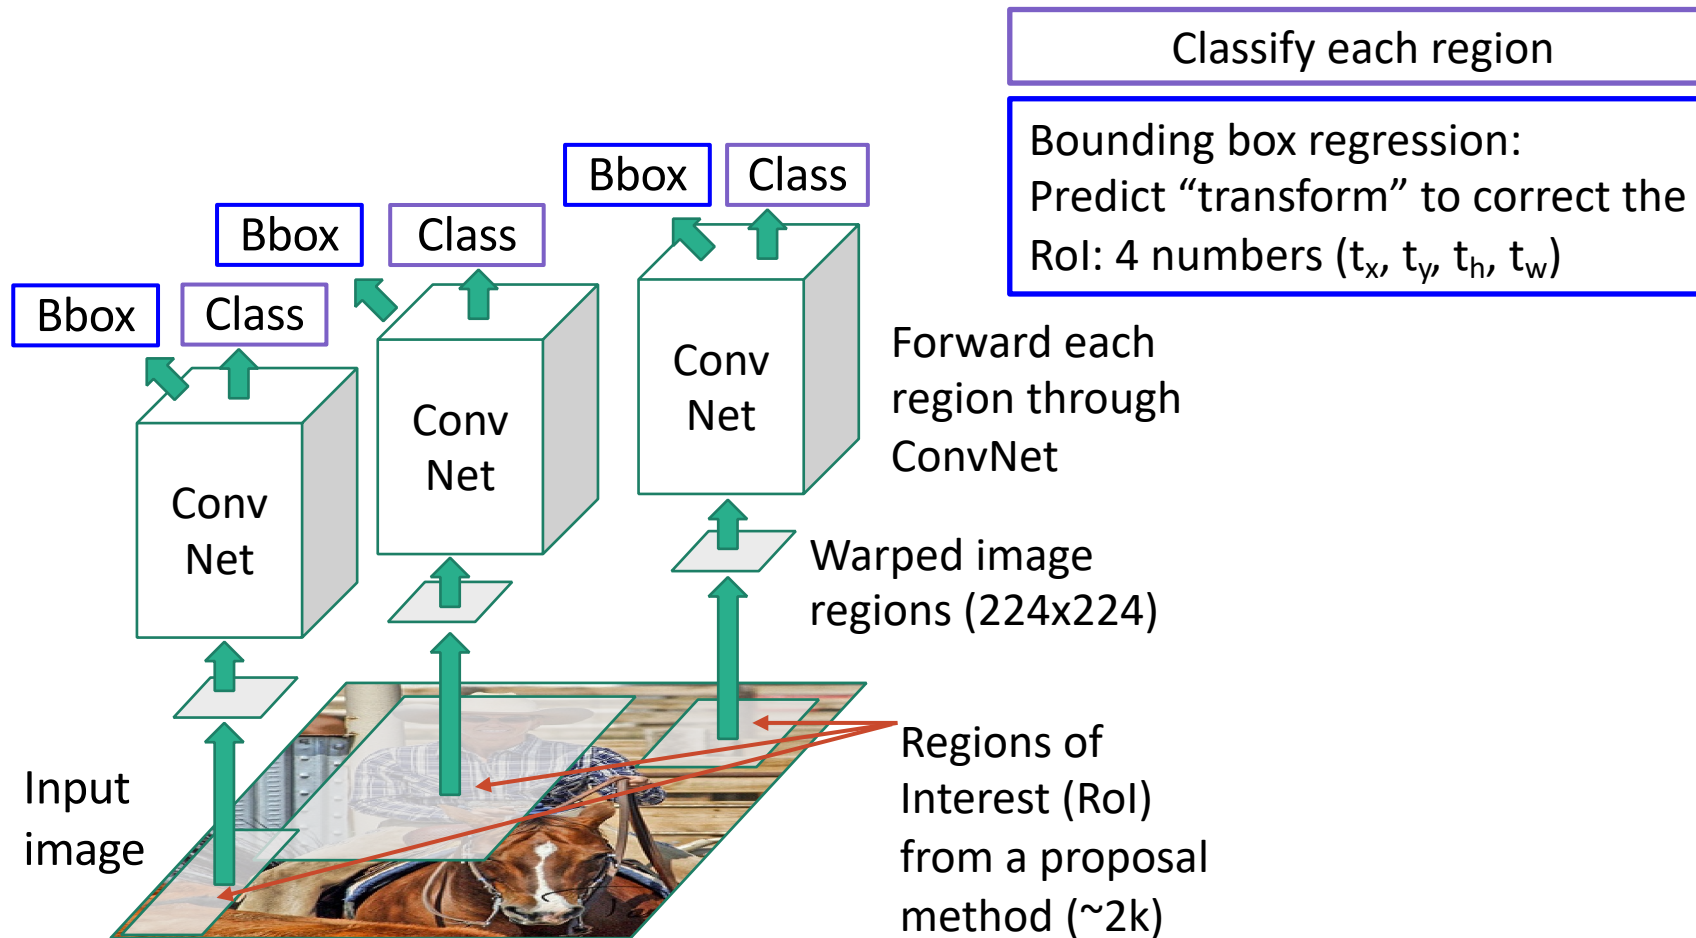 Classify each region
Bounding box regression:
Predict “transform” to correct the
RoI: 4 numbers (tx, ty, th, tw)
Bbox
Class
Bbox
Class
Bbox
Class
Conv
Net
Conv
Net
Conv
Net
Forward each
region through
ConvNet
Warped image
regions (224x224)
Input
image
Regions of
Interest (RoI)
from a proposal
method (~2k)